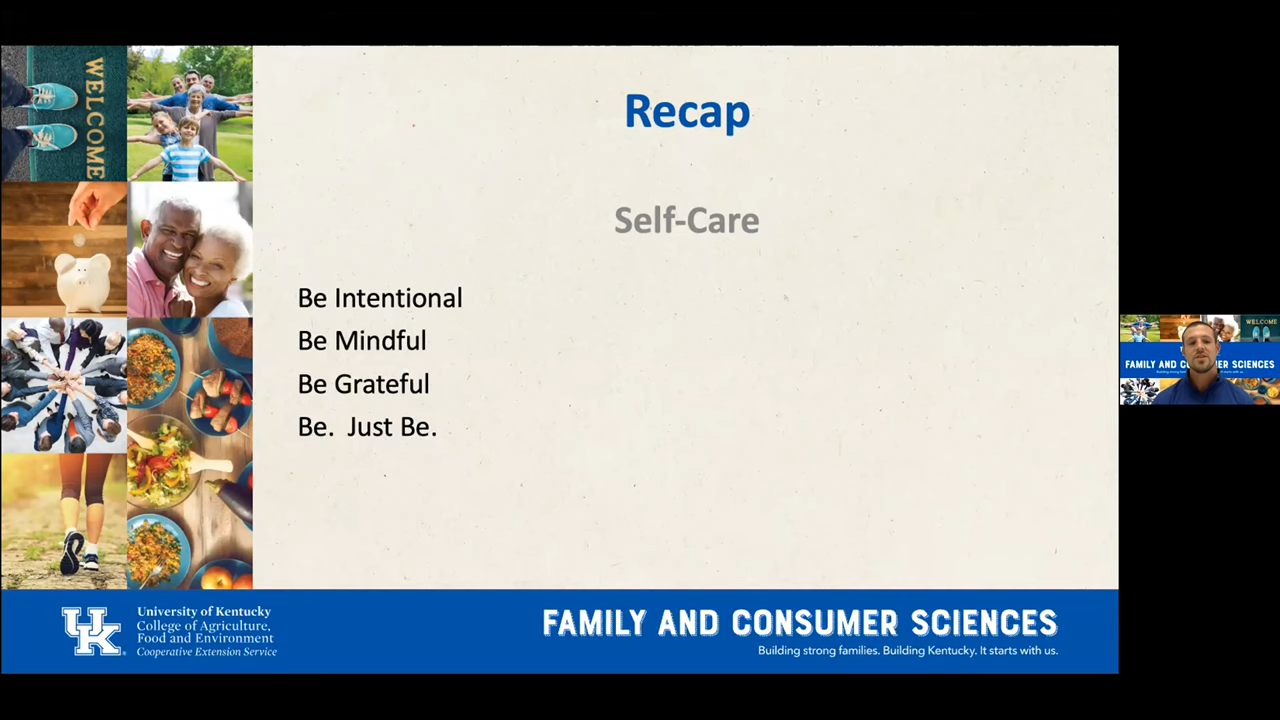 WELCOME
Recap
Self-Care
Be Intentional
Be Mindful
Be Grateful
Be. Just Be.
UK
University of Kentucky
College of Agriculture,
Food and Environment
Cooperative Extension Service
FAMILY AND CONSUMER SCIENCES
Building strong families. Building Kentucky. It starts with us.
WELCOME